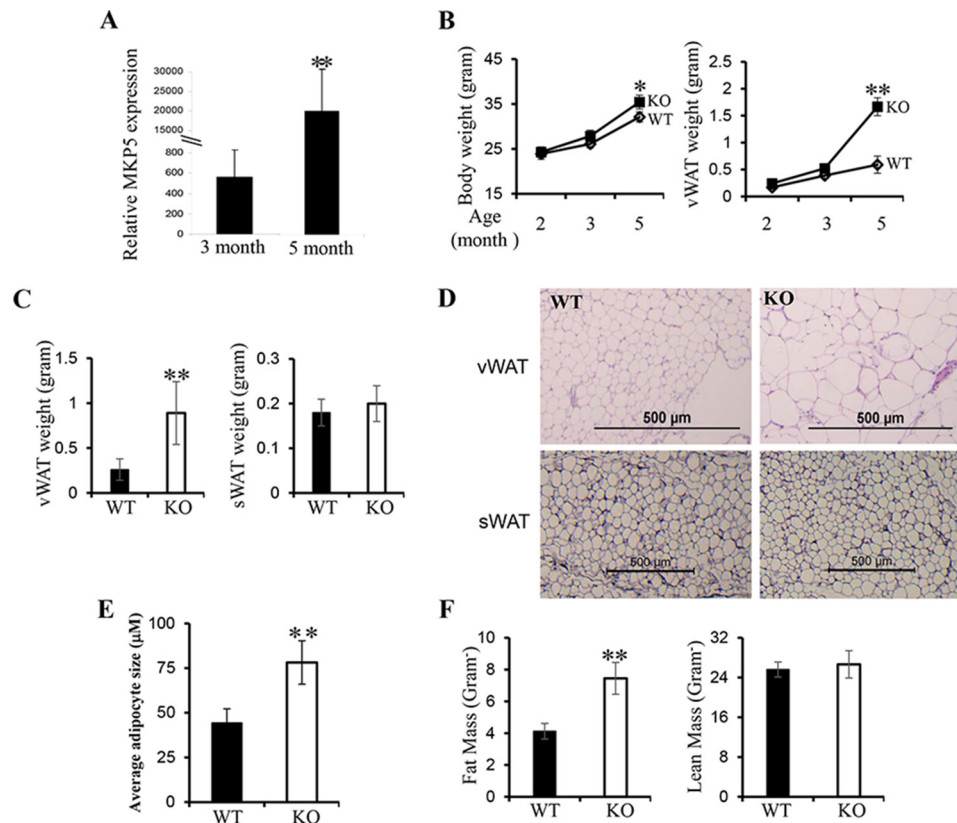 A
Relative MKP5 expression
30000
25000
20000
15000
800
600
400
200
0
**
3 month
5 month
B
Body weight (gram)
45
35
25
15
*
KO
WT
Age
(month )
2
3
5
vWAT weight (gram)
2
1.5
1
0.5
0
**
KO
WT
2
3
5
C
vWAT weight (gram)
1.5
1
0.5
0
**
WT
KO
sWAT weight (gram)
0.3
0.2
0.1
0
WT
KO
D
WT
KO
vWAT
500 µm
500 µm
sWAT
500 µm
500 µm
E
Average adipocyte size (µM)
100
75
50
25
0
**
WT
KO
F
Fat Mass (Gram-)
10
8
6
4
2
0
**
WT
KO
Lean Mass (Gram-)
32
24
16
8
0
WT
KO